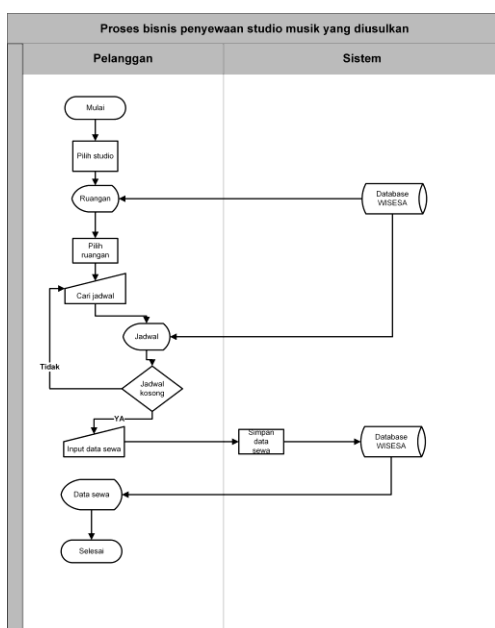 Proses bisnis penyewaan studio musik yang diusulkan
Pelanggan
Sistem
Mulai
Pilih studio
Ruangan
Database
WISESA
Pilih
ruangan
Cari jadwal
Jadwal
Tidak
Jadwal
kosong
YA
Input data sewa
Simpan
data
sewa
Database
WISESA
Data sewa
Selesai